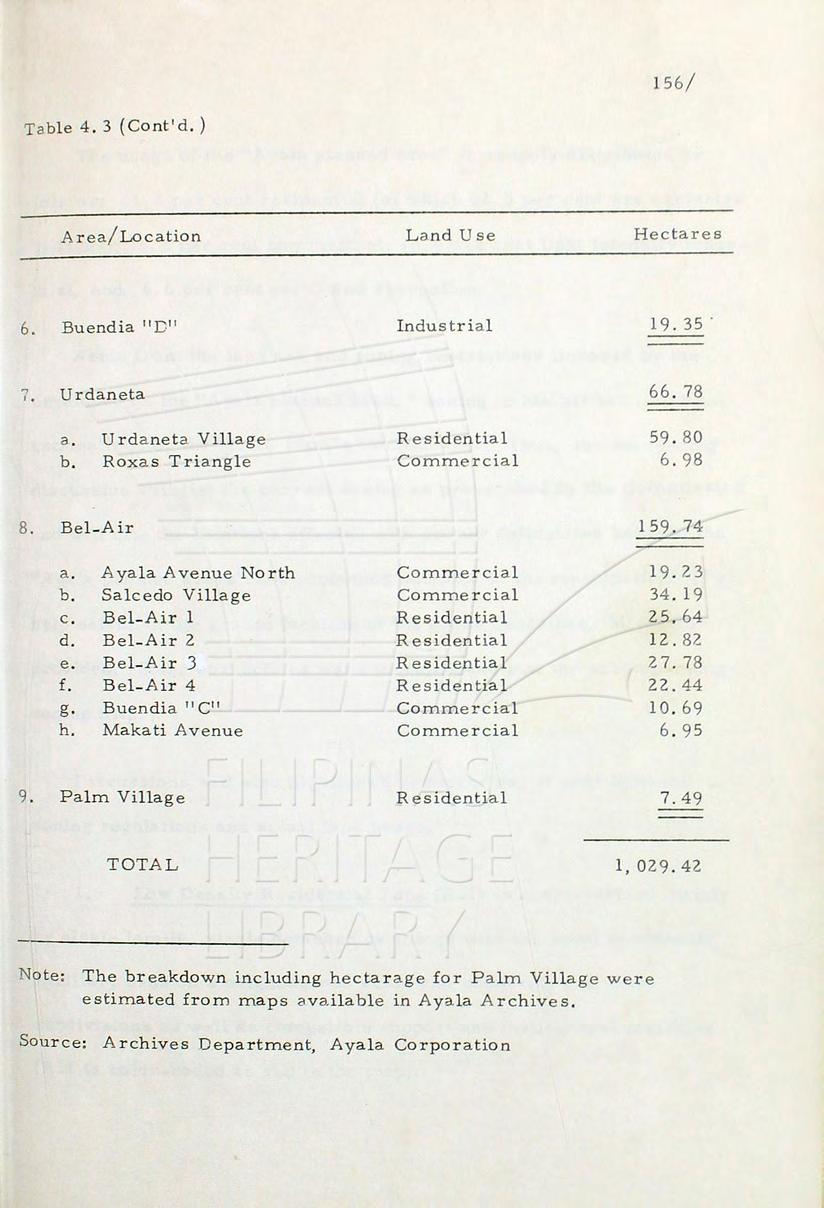 156/
Table 4.3 (Cont'd.)
Area/Location Land Use Hectares
6. Buendia "D" Industrial 19.35
7. Urdaneta 66.78
a. Urdaneta Village Residential 59.80
b. Roxas Triangle Commercial 6.98
8. Bel-Air 159.74
a. Ayala Avenue North Commercial 19.23
b. Salcedo Village Commercial 34.19
c. Bel-Air 1 Residential 25.64
d. Bel-Air 2 Residential 12.82
e. Bel-Air 3 Residential 27.78
f. Bel-Air 4 Residential 22.44
g. Buendia "C" Commercial 10.69
h. Makati Avenue Commercial 6.95
9. Palm Village Residential 7.49
TOTAL 1,029.42
FILIPINAS
HERITAGE
LIBRARY
Note: The breakdown including hectarage for Palm Village were
estimated from maps available in Ayala Archives.
Source: Archives Department, Ayala Corporation